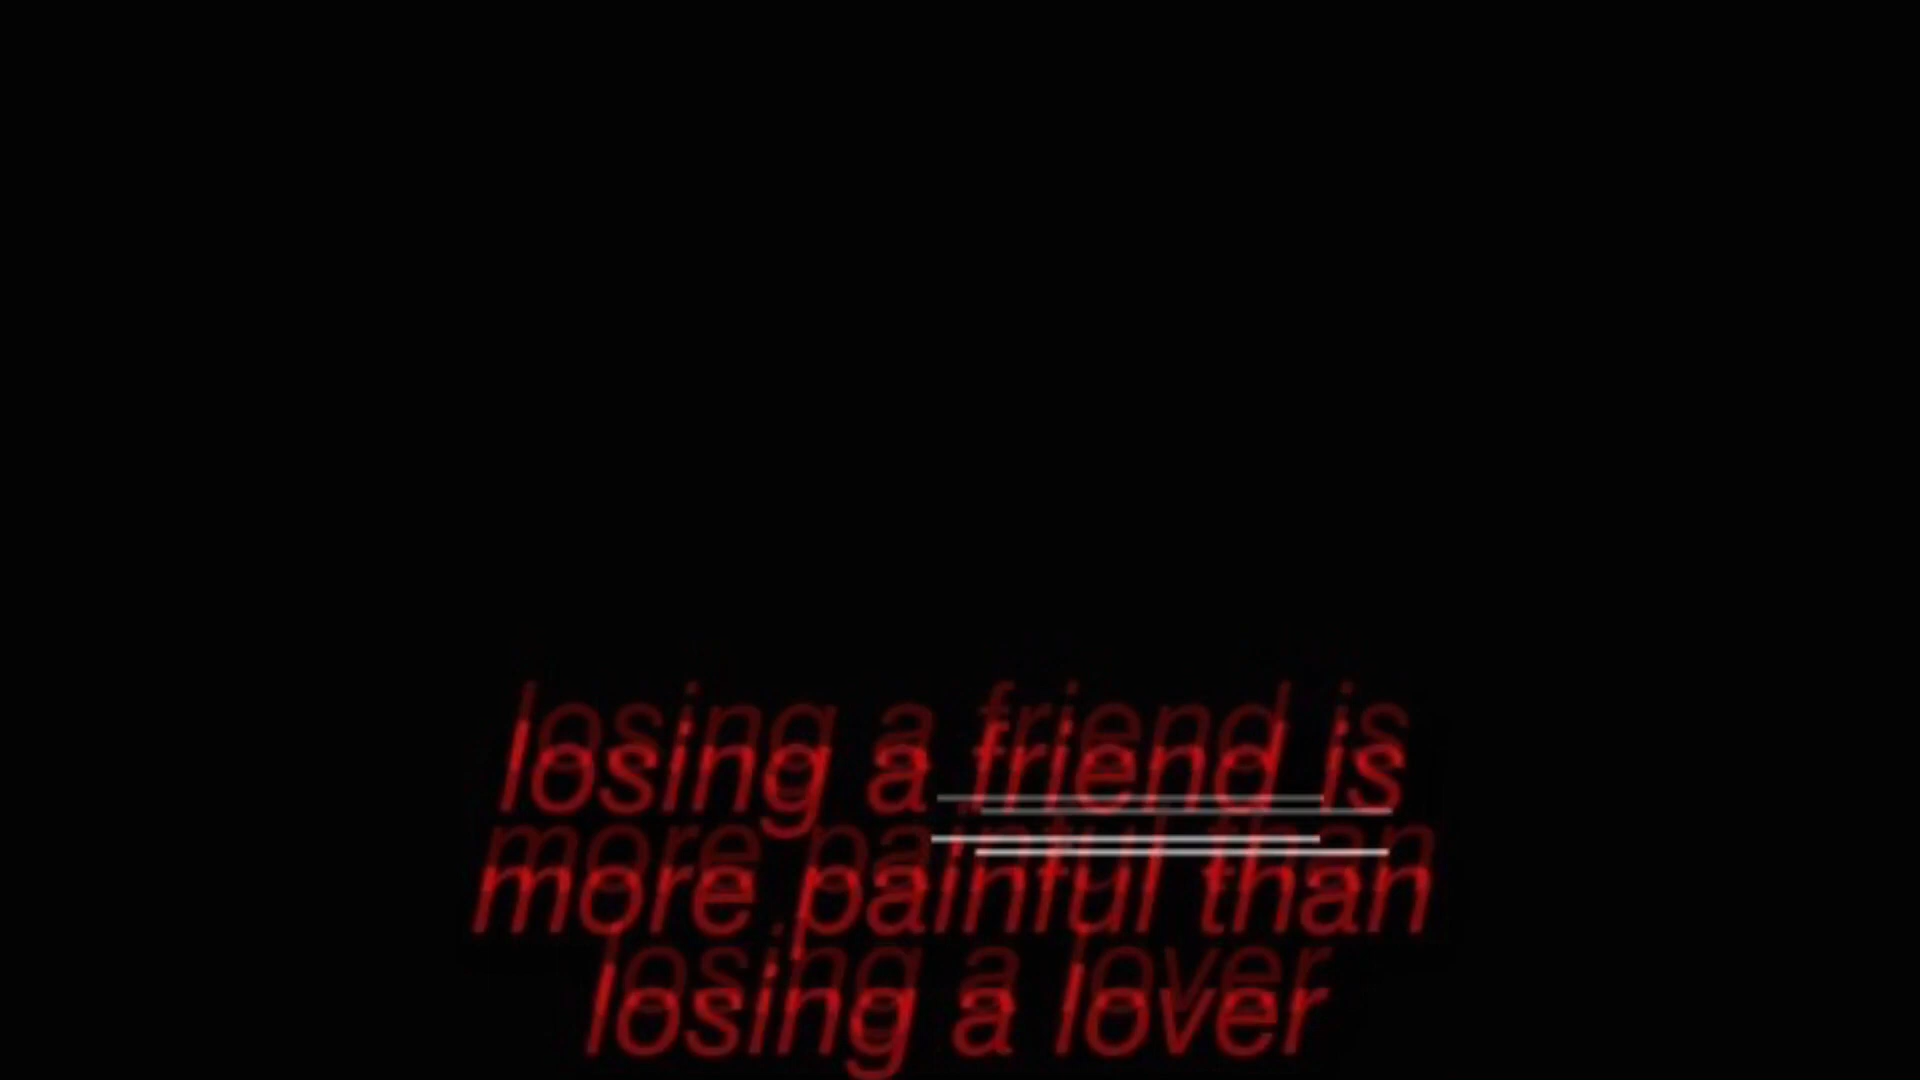 losing a friend is
more painful than
losing a lover